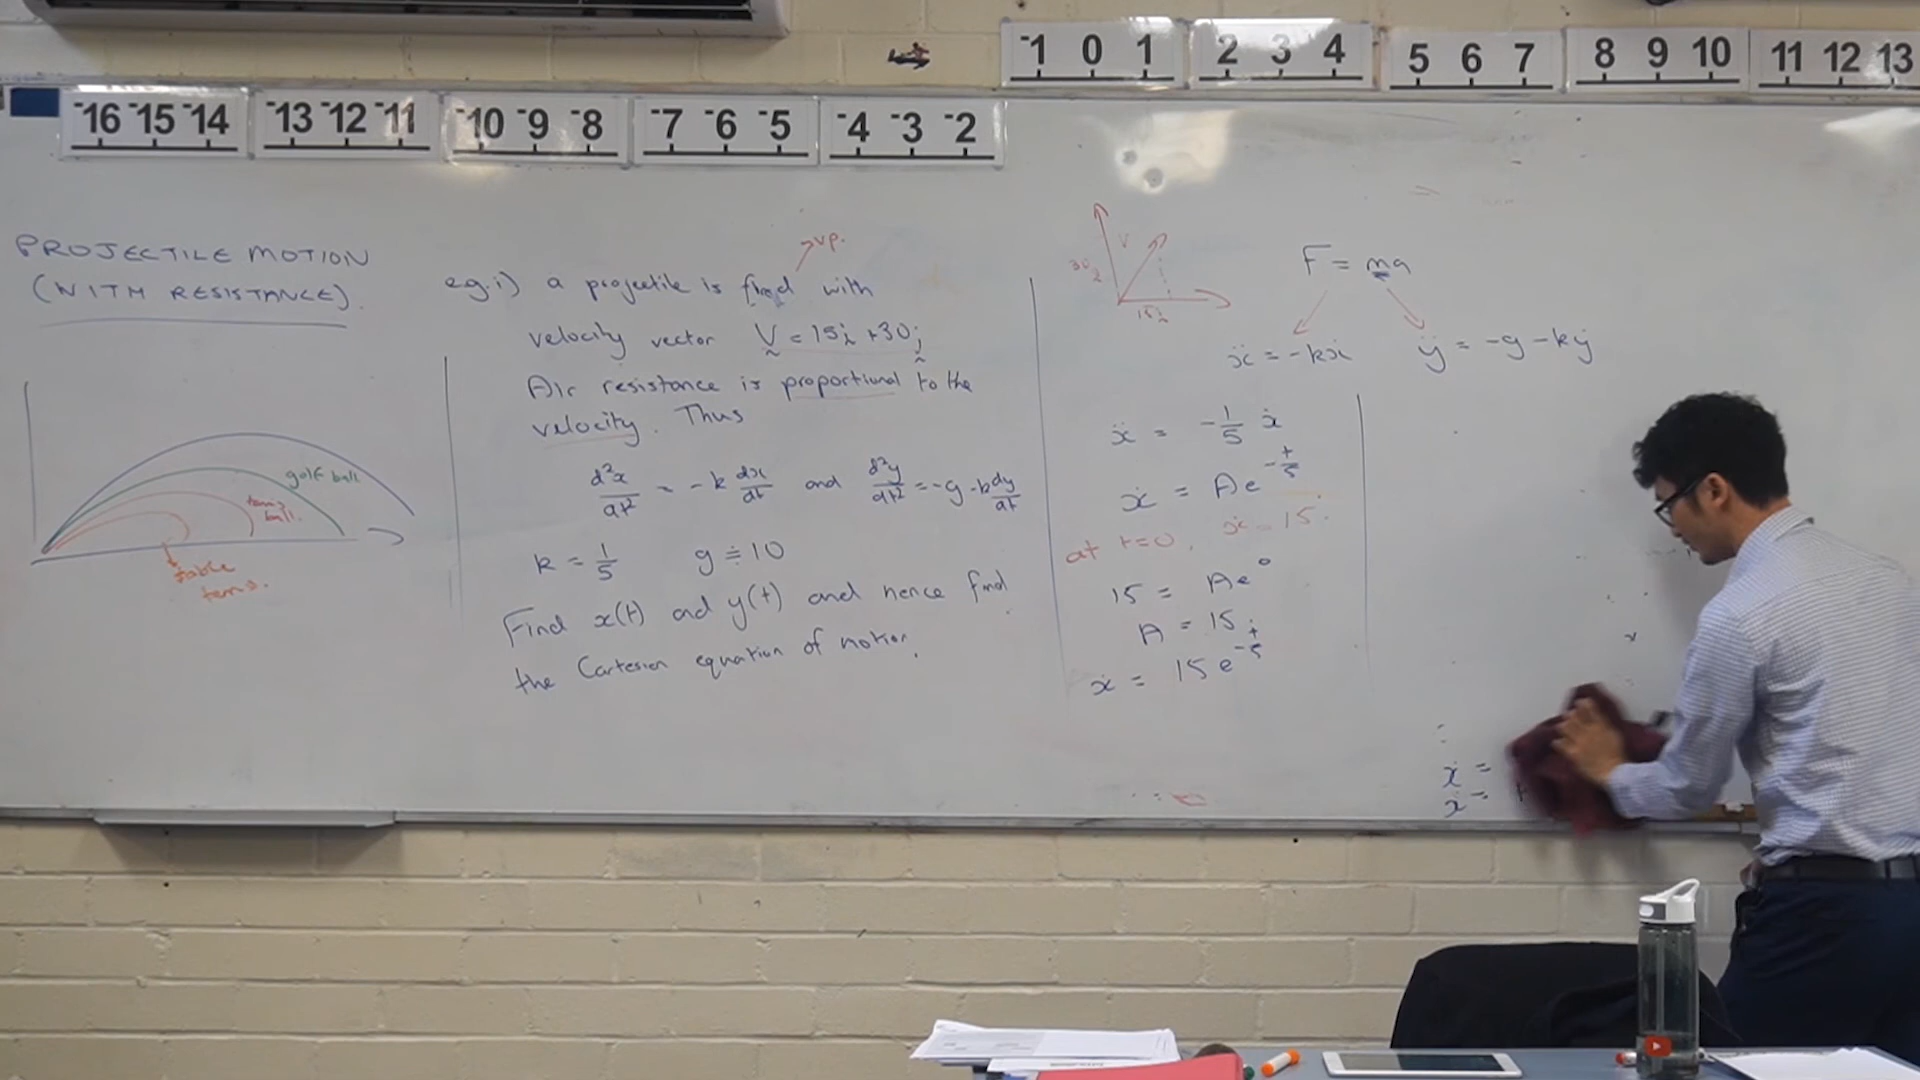 -16 -15 -14 -13 -12 -11 -10 -9 -8 -7 -6 -5 -4 -3 -2 -1 0 1 2 3 4 5 6 7 8 9 10 11 12 13
PROJECTILE MOTION
(WITH RESISTANCE).
golf ball
tennis
ball.
table
tennis.
e.g. i) a projectile is fired with
up.
velocity vector V = 15i + 30j
Air resistance is proportional to the
velocity. Thus
d²x/dt² = -k dx/dt and d²y/dt² = -g - k dy/dt
k = 1/5 g ≑ 10
Find x(t) and y(t) and hence find
the Cartesian equation of motion.
V
30j
15i
F = ma
ẍ = -kẋ ÿ = -g - kẏ
ẍ = -1/5 ẋ
ẋ = Ae^(-t/5)
at t=0, ẋ = 15.
15 = Ae⁰
A = 15
ẋ = 15e^(-t/5)
ẋ =
ẋ =